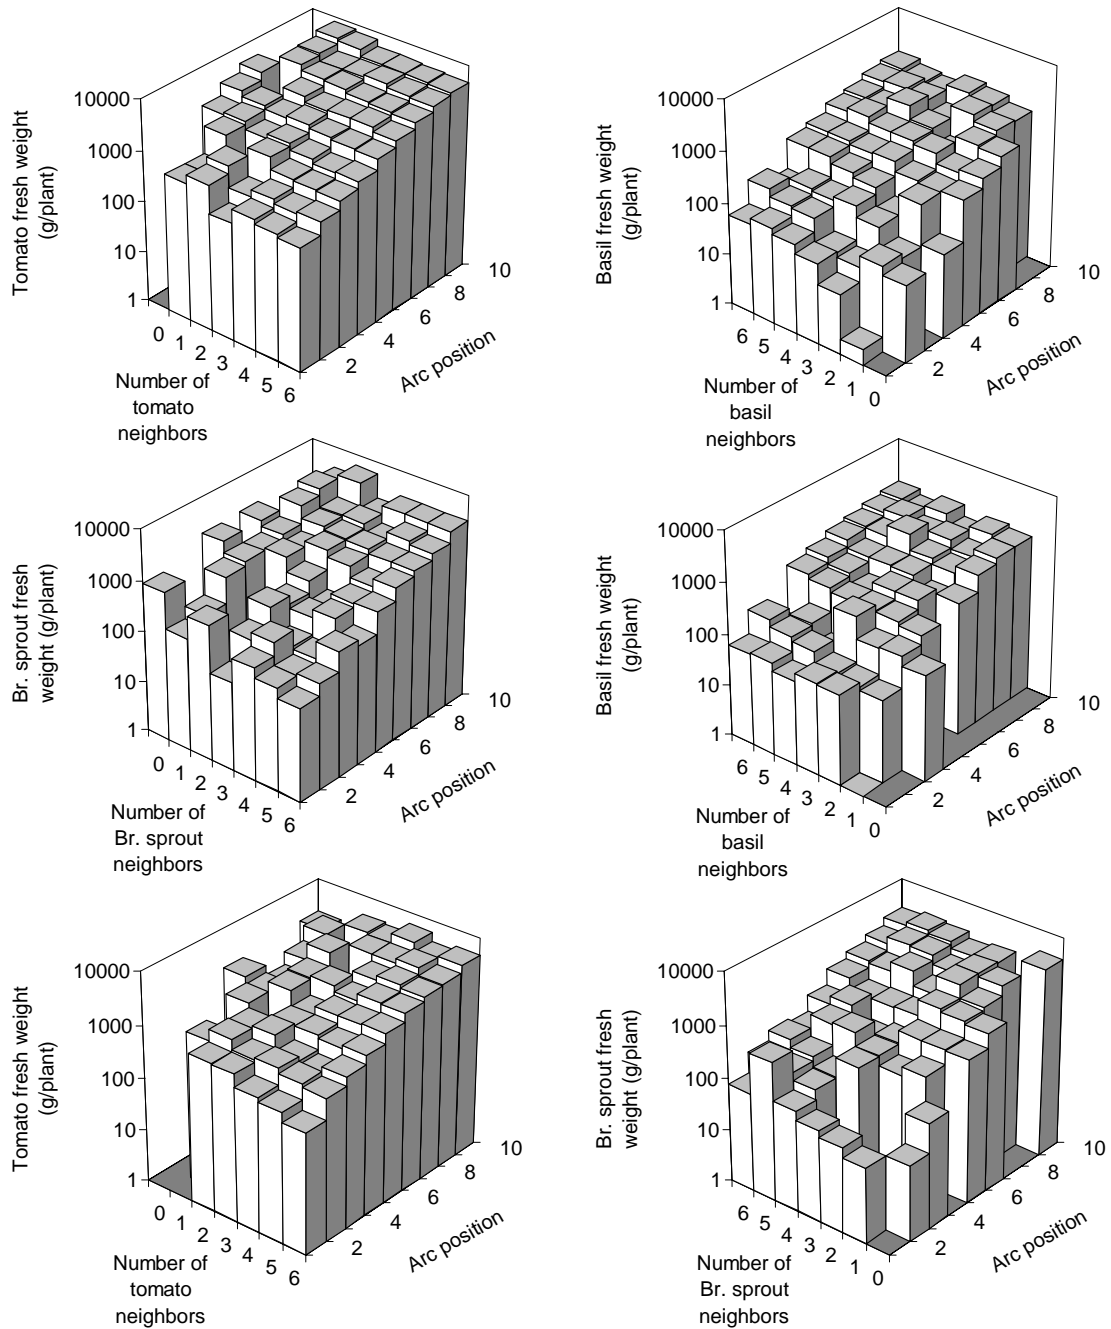 Tomato fresh weight
(g/plant)
10000
1000
100
10
1
0
1
2
3
4
5
6
Number of
tomato
neighbors
2
4
6
8
10
Arc position
Basil fresh weight
(g/plant)
10000
1000
100
10
1
6
5
4
3
2
1
0
Number of
basil
neighbors
2
4
6
8
10
Arc position
Br. sprout fresh
weight (g/plant)
10000
1000
100
10
1
0
1
2
3
4
5
6
Number of
Br. sprout
neighbors
2
4
6
8
10
Arc position
Basil fresh weight
(g/plant)
10000
1000
100
10
1
6
5
4
3
2
1
0
Number of
basil
neighbors
2
4
6
8
10
Arc position
Tomato fresh weight
(g/plant)
10000
1000
100
10
1
0
1
2
3
4
5
6
Number of
tomato
neighbors
2
4
6
8
10
Arc position
Br. sprout fresh
weight (g/plant)
10000
1000
100
10
1
6
5
4
3
2
1
0
Number of
Br. sprout
neighbors
2
4
6
8
10
Arc position